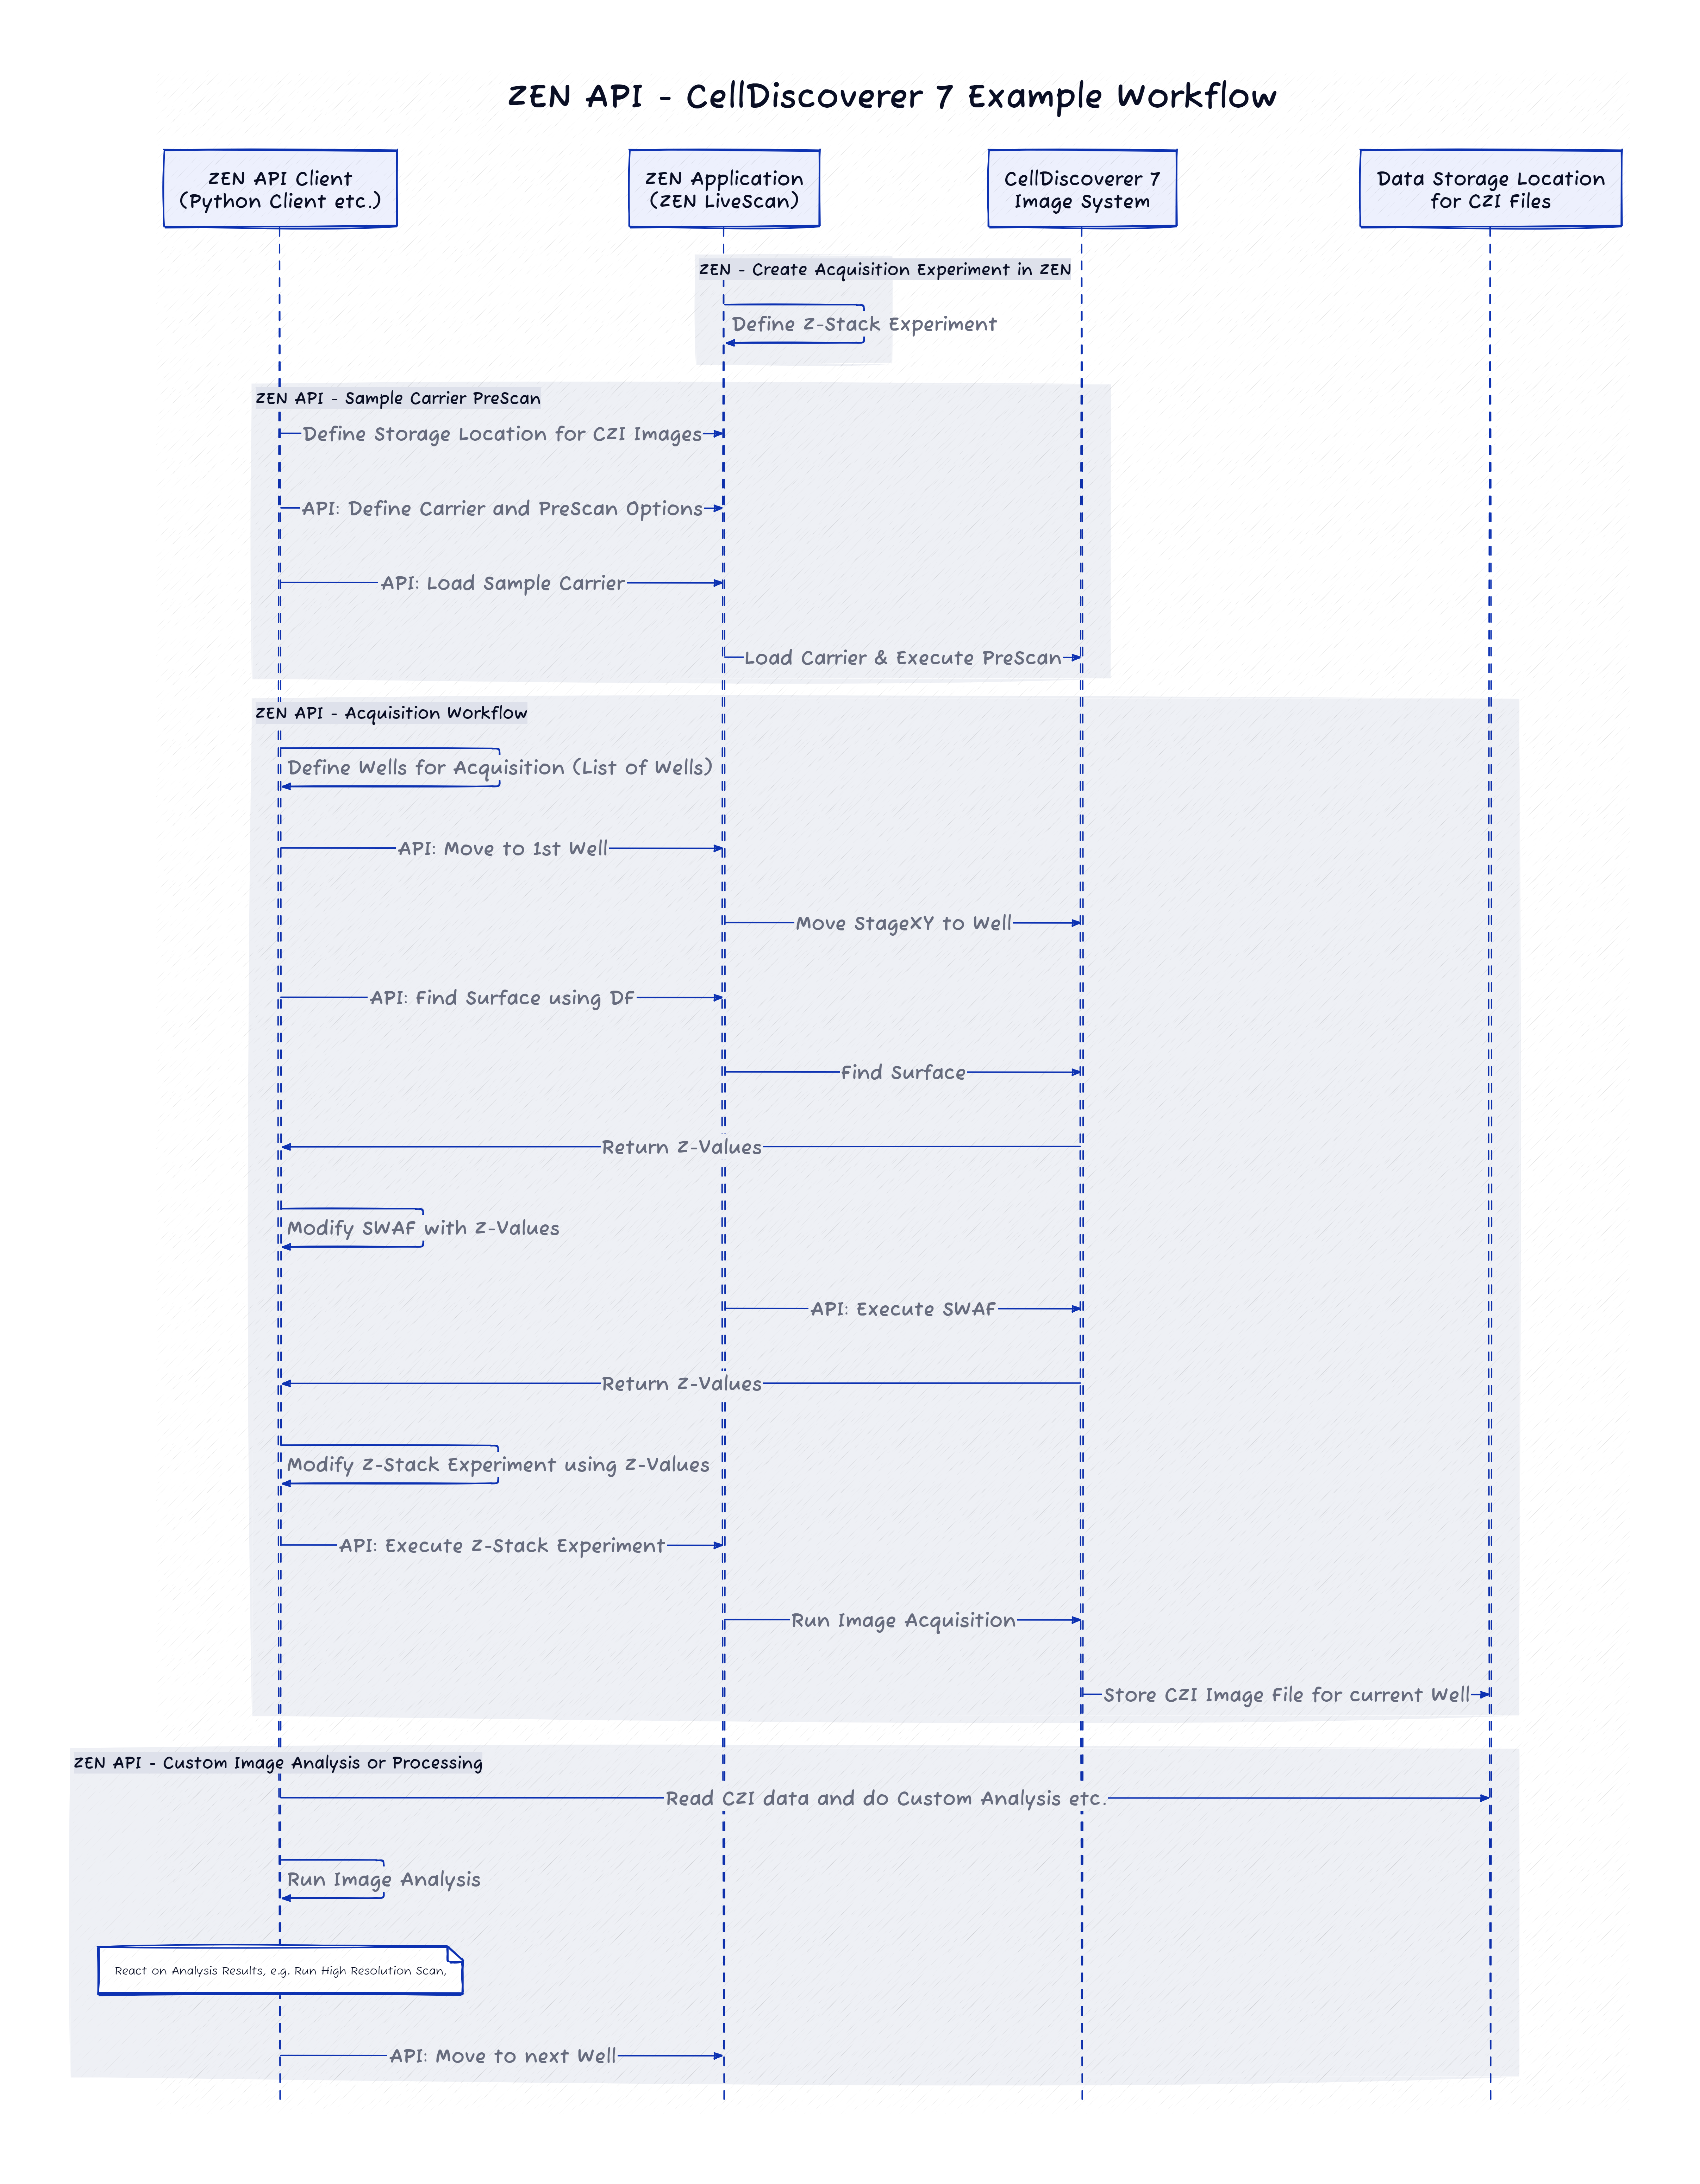 ZEN API - CellDiscoverer 7 Example Workflow
ZEN API Client
(Python Client etc.)
ZEN Application
(ZEN LiveScan)
CellDiscoverer 7
Image System
Data Storage Location
for CZI Files
ZEN - Create Acquisition Experiment in ZEN
Define Z-Stack Experiment
ZEN API - Sample Carrier PreScan
Define Storage Location for CZI Images
API: Define Carrier and PreScan Options
API: Load Sample Carrier
Load Carrier & Execute PreScan
ZEN API - Acquisition Workflow
Define Wells for Acquisition (List of Wells)
API: Move to 1st Well
Move StageXY to Well
API: Find Surface using DF
Find Surface
Return Z-Values
Modify SWAF with Z-Values
API: Execute SWAF
Return Z-Values
Modify Z-Stack Experiment using Z-Values
API: Execute Z-Stack Experiment
Run Image Acquisition
Store CZI Image File for current Well
ZEN API - Custom Image Analysis or Processing
Read CZI data and do Custom Analysis etc.
Run Image Analysis
React on Analysis Results, e.g. Run High Resolution Scan,
API: Move to next Well